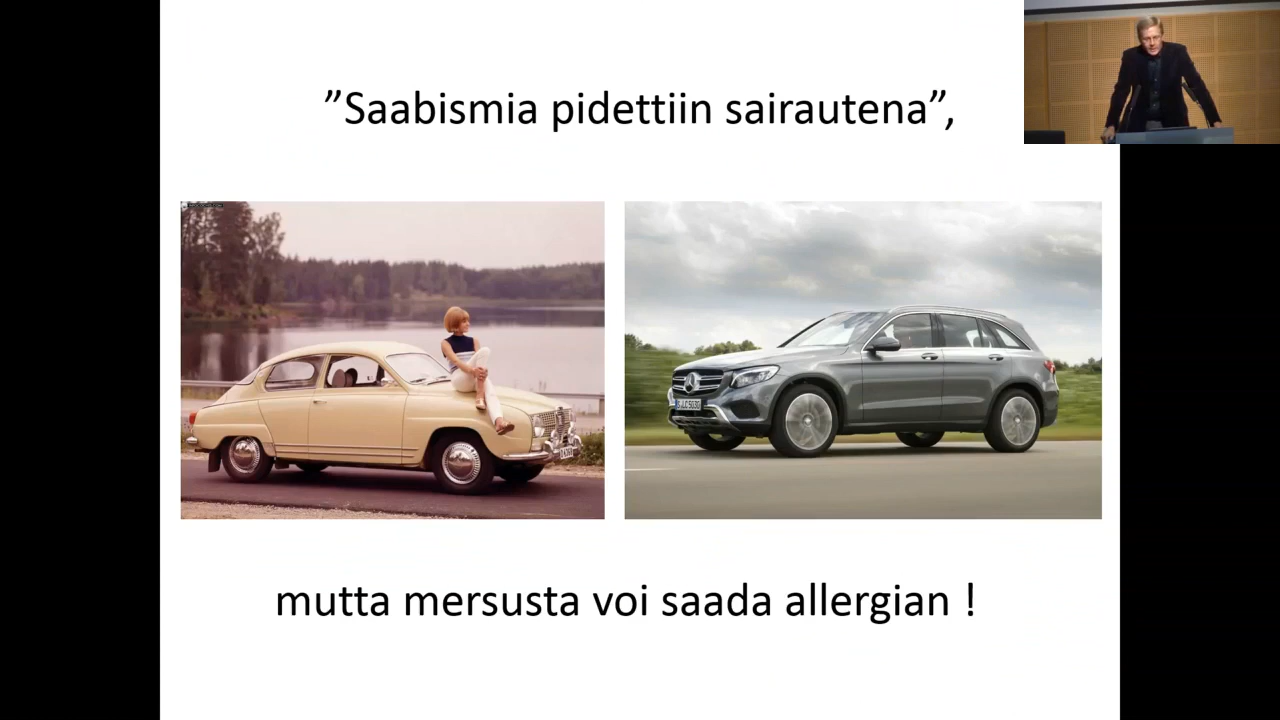 ”Saabismia pidettiin sairautena”,
mutta mersusta voi saada allergian !